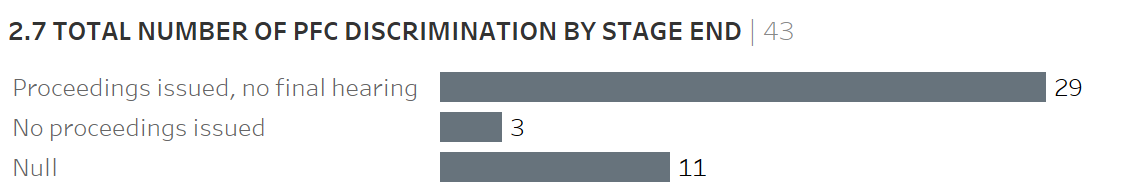 2.7 TOTAL NUMBER OF PFC DISCRIMINATION BY STAGE END | 43
Proceedings issued, no final hearing 29
No proceedings issued 3
Null 11